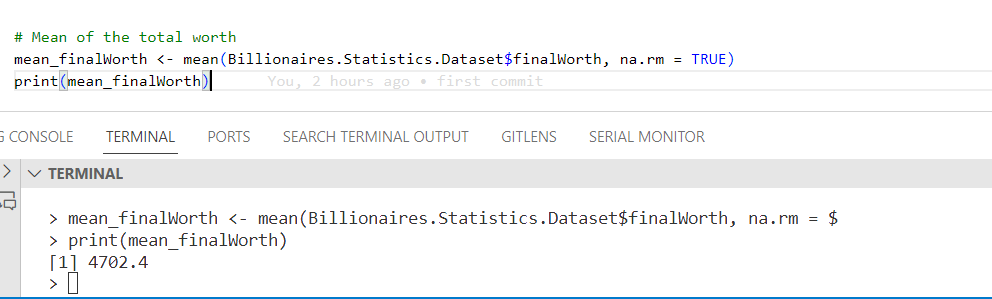 # Mean of the total worth
mean_finalWorth <- mean(Billionaires.Statistics.Dataset$finalWorth, na.rm = TRUE)
print(mean_finalWorth) You, 2 hours ago • first commit
G CONSOLE TERMINAL PORTS SEARCH TERMINAL OUTPUT GITLENS SERIAL MONITOR
TERMINAL
> mean_finalWorth <- mean(Billionaires.Statistics.Dataset$finalWorth, na.rm = $
> print(mean_finalWorth)
[1] 4702.4
>